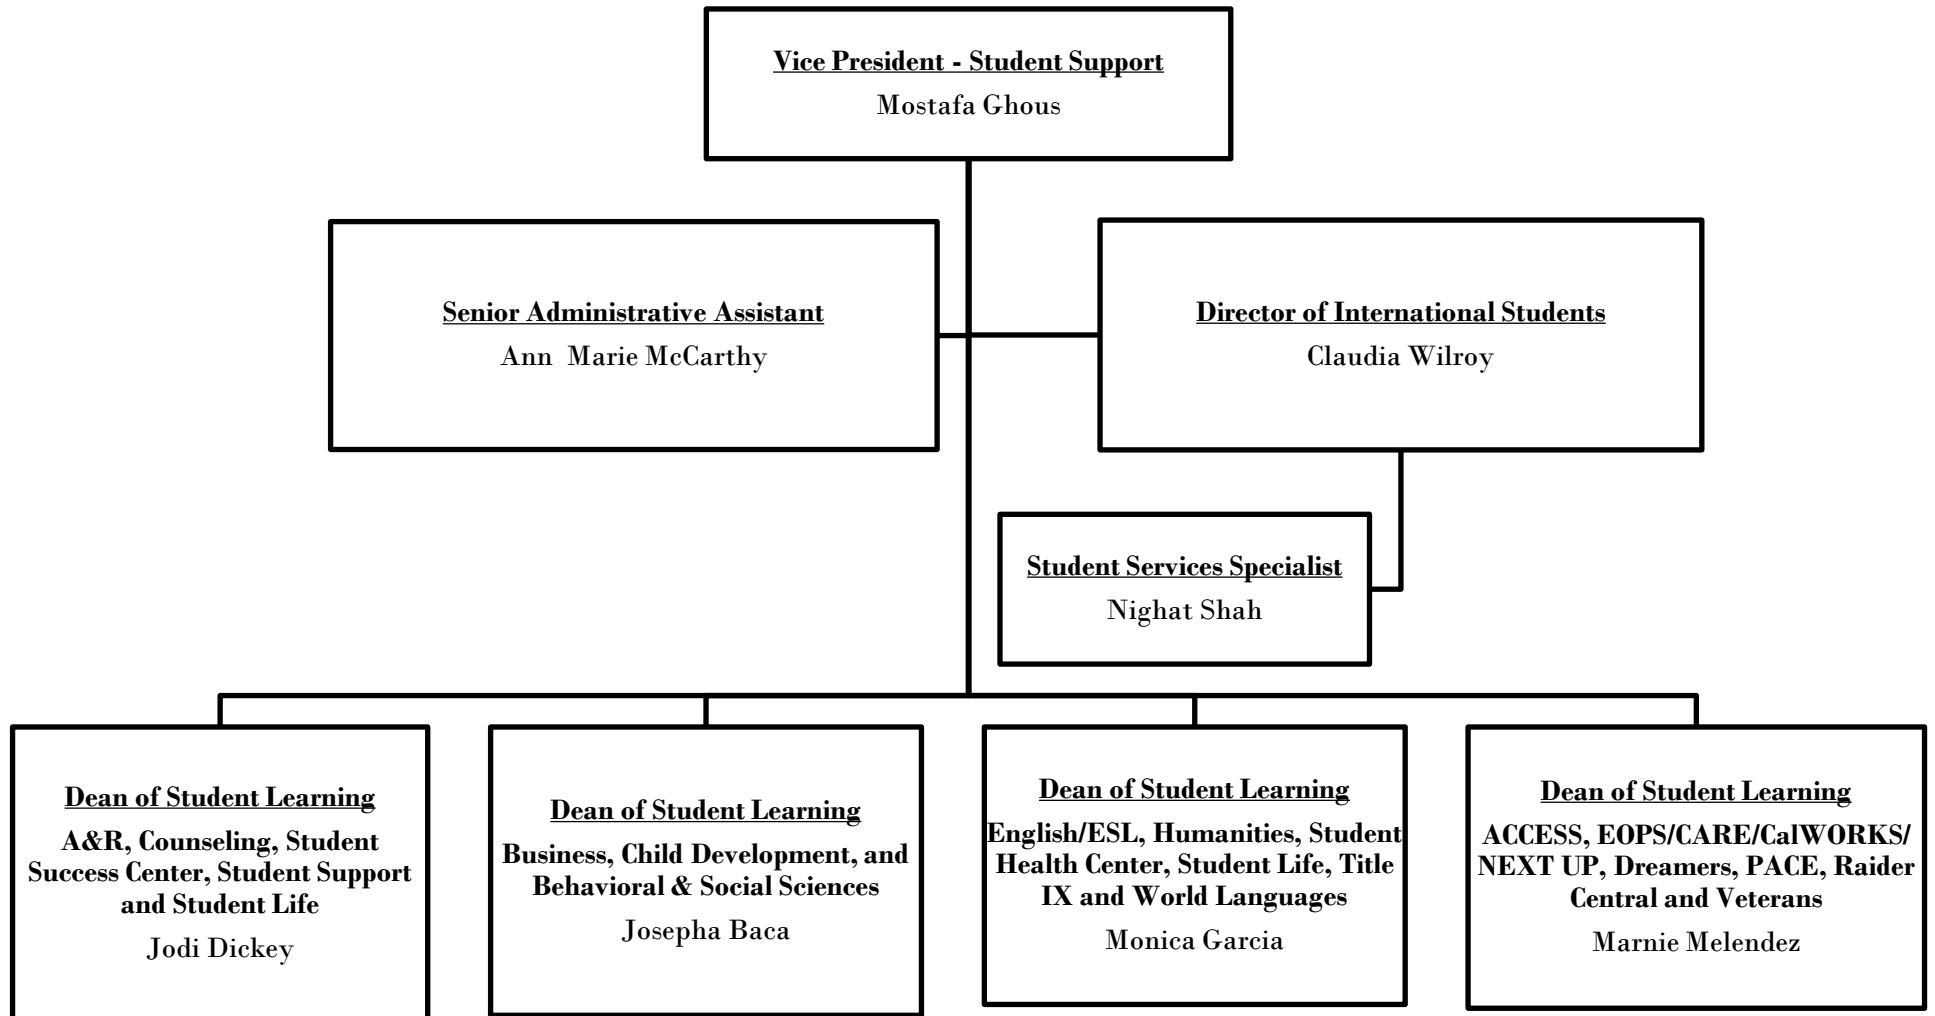 Vice President - Student Support
Mostafa Ghous
Senior Administrative Assistant
Ann  Marie McCarthy
Director of International Students
Claudia Wilroy
Student Services Specialist
Nighat Shah
Dean of Student Learning
A&R, Counseling, Student
Success Center, Student Support
and Student Life
Jodi Dickey
Dean of Student Learning
Business, Child Development, and
Behavioral & Social Sciences
Josepha Baca
Dean of Student Learning
English/ESL, Humanities, Student
Health Center, Student Life, Title
IX and World Languages
Monica Garcia
Dean of Student Learning
ACCESS, EOPS/CARE/CalWORKS/
NEXT UP, Dreamers, PACE, Raider
Central and Veterans
Marnie Melendez